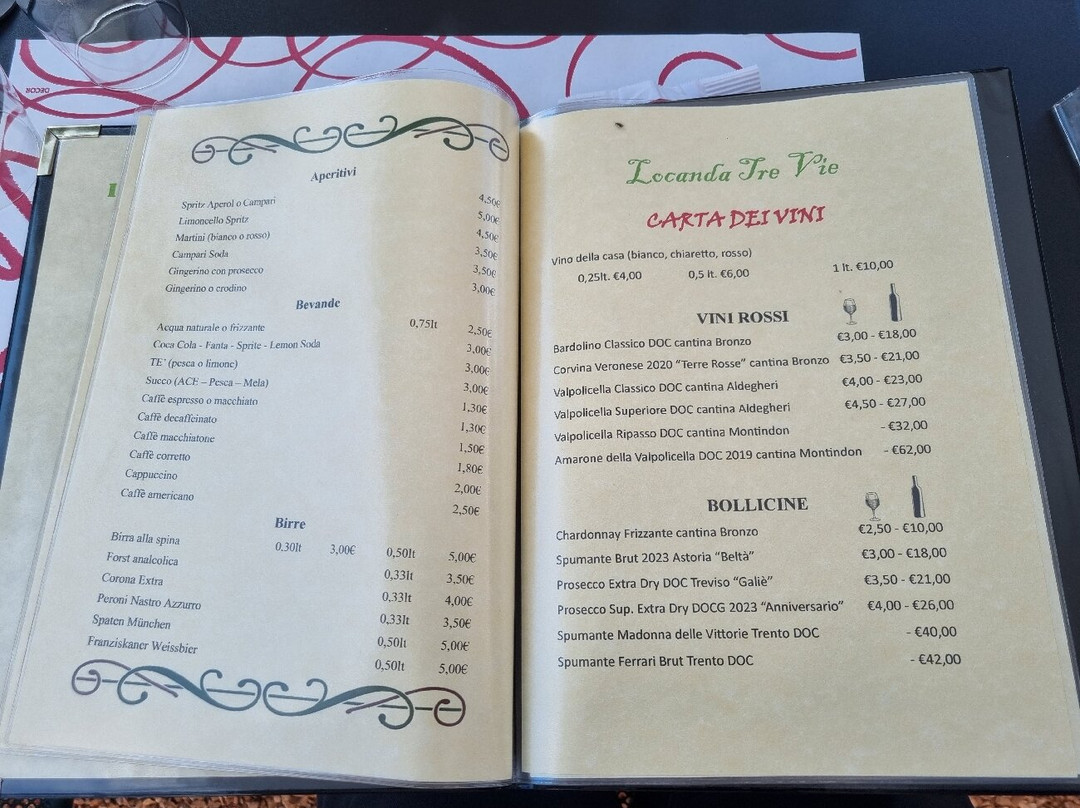 DECOR
Aperitivi
Spritz Aperol o Campari 4,50€
Limoncello Spritz 5,00€
Martini (bianco o rosso) 4,50€
Campari Soda 3,50€
Gingerino con prosecco 3,50€
Gingerino o crodino 3,00€
Bevande
Acqua naturale o frizzante 0,75lt 2,50€
Coca Cola - Fanta - Sprite - Lemon Soda 3,00€
TE' (pesca o limone) 3,00€
Succo (ACE – Pesca – Mela) 3,00€
Caffè espresso o macchiato 1,30€
Caffè decaffeinato 1,30€
Caffè macchiatone 1,50€
Caffè corretto 1,80€
Cappuccino 2,00€
Caffè americano 2,50€
Birre
Birra alla spina 0,30lt 3,00€ 0,50lt 5,00€
Forst analcolica 0,33lt 3,50€
Corona Extra 0,33lt 4,00€
Peroni Nastro Azzurro 0,33lt 3,50€
Spaten München 0,50lt 5,00€
Franziskaner Weissbier 0,50lt 5,00€
Locanda Tre Vie
CARTA DEI VINI
Vino della casa (bianco, chiaretto, rosso)
0,25lt. €4,00 0,5 lt. €6,00 1 lt. €10,00
VINI ROSSI
Bardolino Classico DOC cantina Bronzo €3,00 - €18,00
Corvina Veronese 2020 “Terre Rosse” cantina Bronzo €3,50 - €21,00
Valpolicella Classico DOC cantina Aldegheri €4,00 - €23,00
Valpolicella Superiore DOC cantina Aldegheri €4,50 - €27,00
Valpolicella Ripasso DOC cantina Montindon - €32,00
Amarone della Valpolicella DOC 2019 cantina Montindon - €62,00
BOLLICINE
Chardonnay Frizzante cantina Bronzo €2,50 - €10,00
Spumante Brut 2023 Astoria “Beltà” €3,00 - €18,00
Prosecco Extra Dry DOC Treviso “Galiè” €3,50 - €21,00
Prosecco Sup. Extra Dry DOCG 2023 “Anniversario” €4,00 - €26,00
Spumante Madonna delle Vittorie Trento DOC - €40,00
Spumante Ferrari Brut Trento DOC - €42,00